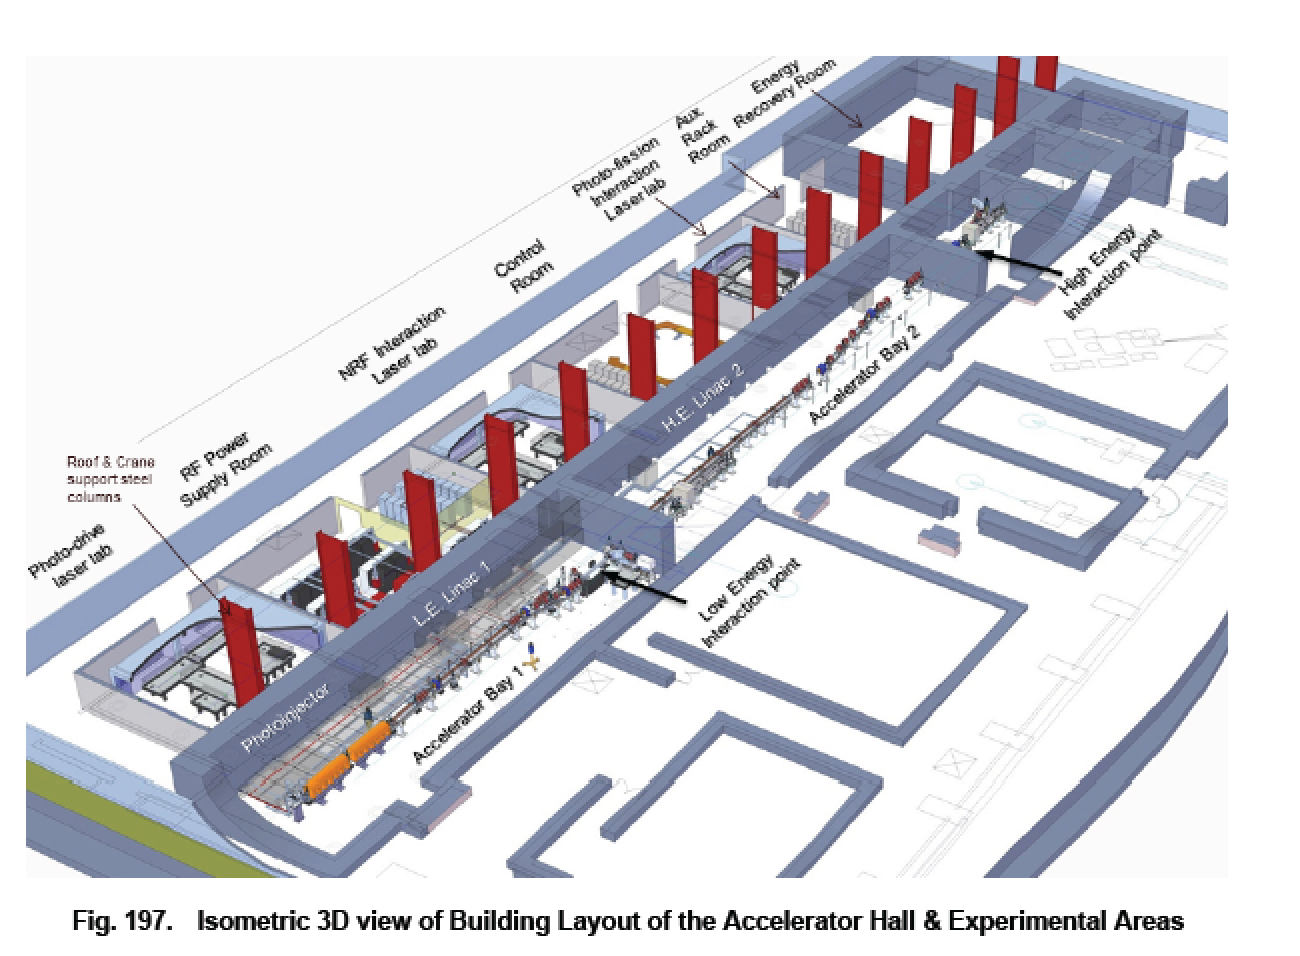 Energy
Recovery Room
Aux
Rack
Room
Photo-fission
Interaction
Laser lab
Control
Room
High Energy
Interaction point
NRF Interaction
Laser lab
H.E. Linac 2
Accelerator Bay 2
RF Power
Supply Room
Roof & Crane
support steel
columns
Photo-drive
laser lab
L.E. Linac 1
Low Energy
Interaction point
Photoinjector
Accelerator Bay 1
Fig. 197. Isometric 3D view of Building Layout of the Accelerator Hall & Experimental Areas